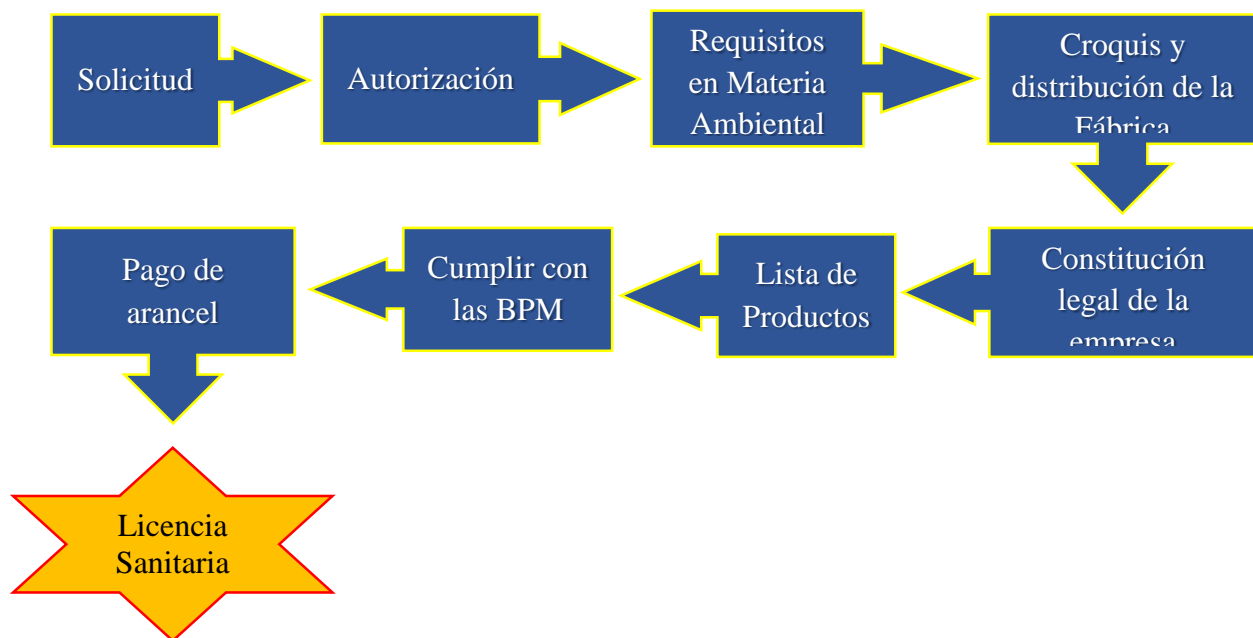 Solicitud
Autorización
Requisitos
en Materia
Ambiental
Croquis y
distribución de la
Fábrica
Constitución
legal de la
empresa
Lista de
Productos
Cumplir con
las BPM
Pago de
arancel
Licencia
Sanitaria